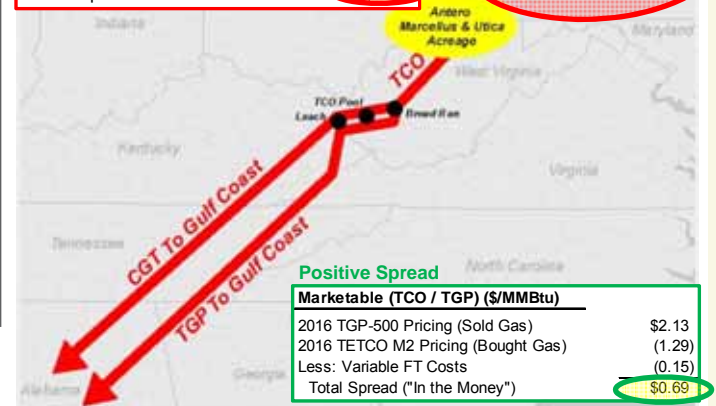 Indiana
Antero
Marcellus & Utica
Acreage
Maryland
TCO
West Virginia
TCO Pool
Leach
Broad Run
Kentucky
Virginia
CGT To Gulf Coast
TGP To Gulf Coast
Tennessee
North Carolina
Positive Spread
Marketable (TCO / TGP) ($/MMBtu)
2016 TGP-500 Pricing (Sold Gas) $2.13
2016 TETCO M2 Pricing (Bought Gas) (1.29)
Less: Variable FT Costs (0.15)
Total Spread ("In the Money") $0.69
Georgia
Alabama